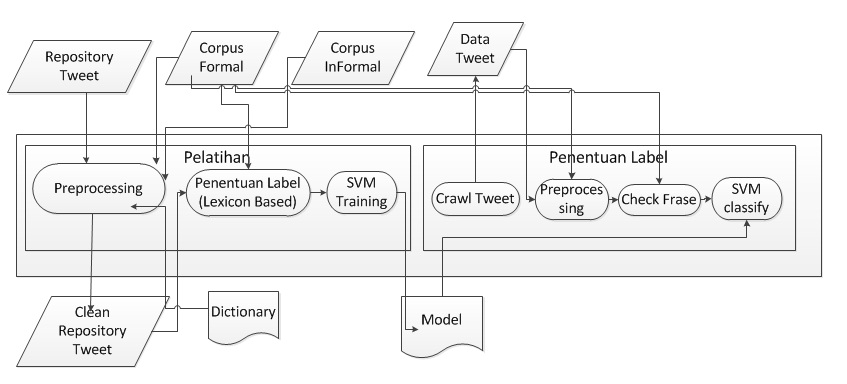 Repository
Tweet
Corpus
Formal
Corpus
InFormal
Data
Tweet
Pelatihan
Preprocessing
Penentuan Label
(Lexicon Based)
SVM
Training
Penentuan Label
Crawl Tweet
Preproces
sing
Check Frase
SVM
classify
Clean
Repository
Tweet
Dictionary
Model